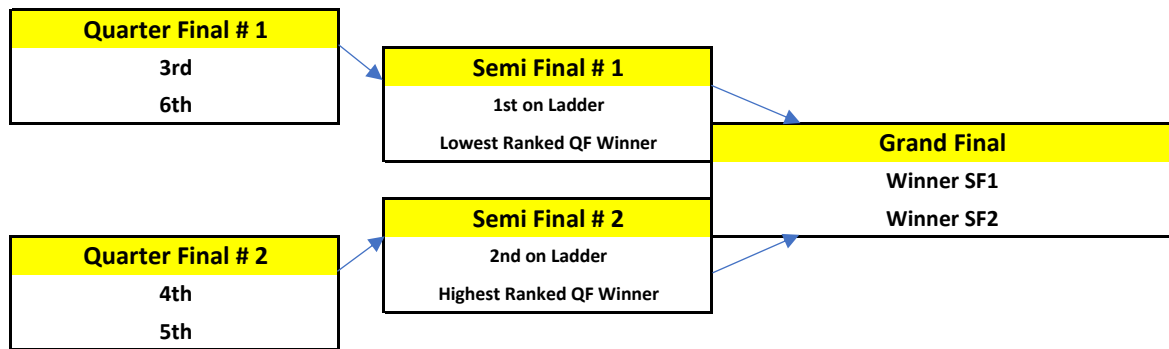 Quarter Final # 1
3rd
6th
Semi Final # 1
1st on Ladder
Lowest Ranked QF Winner
Grand Final
Winner SF1
Winner SF2
Semi Final # 2
2nd on Ladder
Highest Ranked QF Winner
Quarter Final # 2
4th
5th